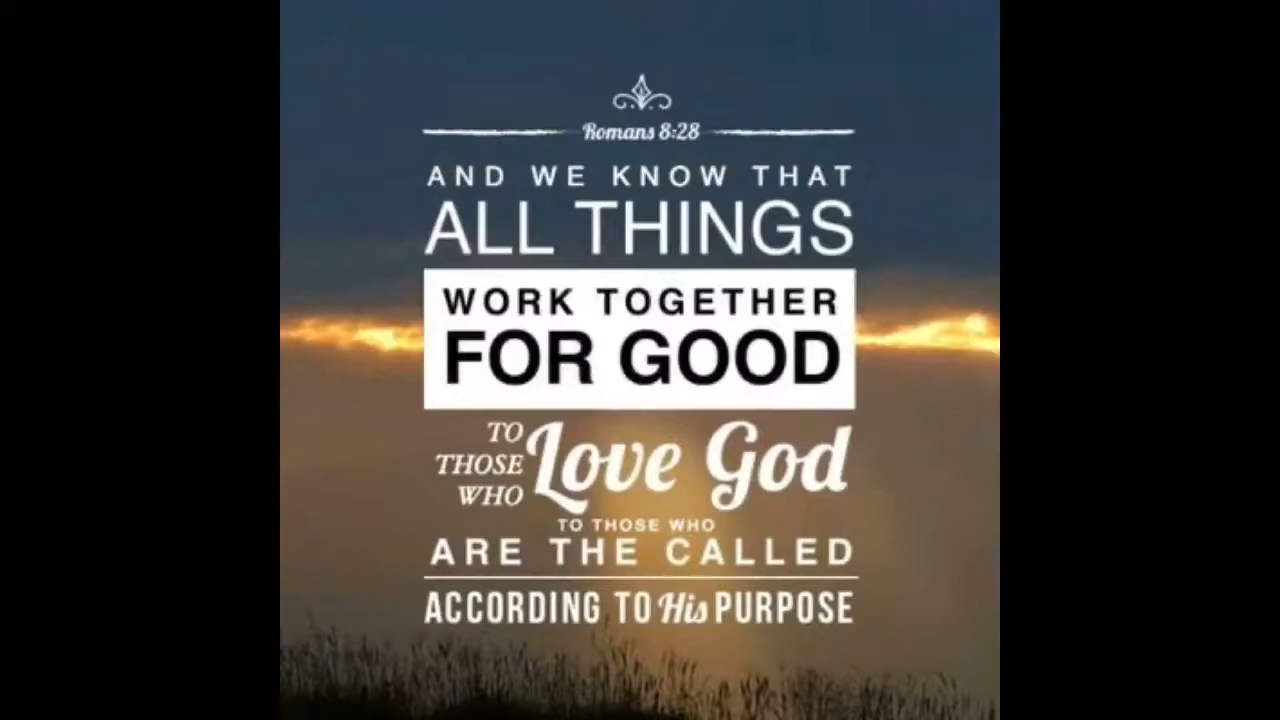 Romans 8:28
AND WE KNOW THAT
ALL THINGS
WORK TOGETHER
FOR GOOD
TO THOSE WHO Love God
TO THOSE WHO
ARE THE CALLED
ACCORDING TO His PURPOSE